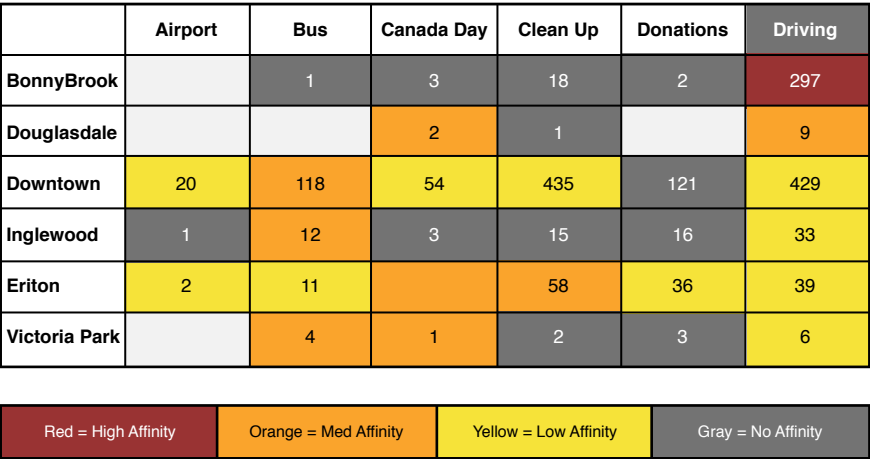 Airport Bus Canada Day Clean Up Donations Driving
BonnyBrook 1 3 18 2 297
Douglasdale 2 1 9
Downtown 20 118 54 435 121 429
Inglewood 1 12 3 15 16 33
Eriton 2 11 58 36 39
Victoria Park 4 1 2 3 6
Red = High Affinity Orange = Med Affinity Yellow = Low Affinity Gray = No Affinity